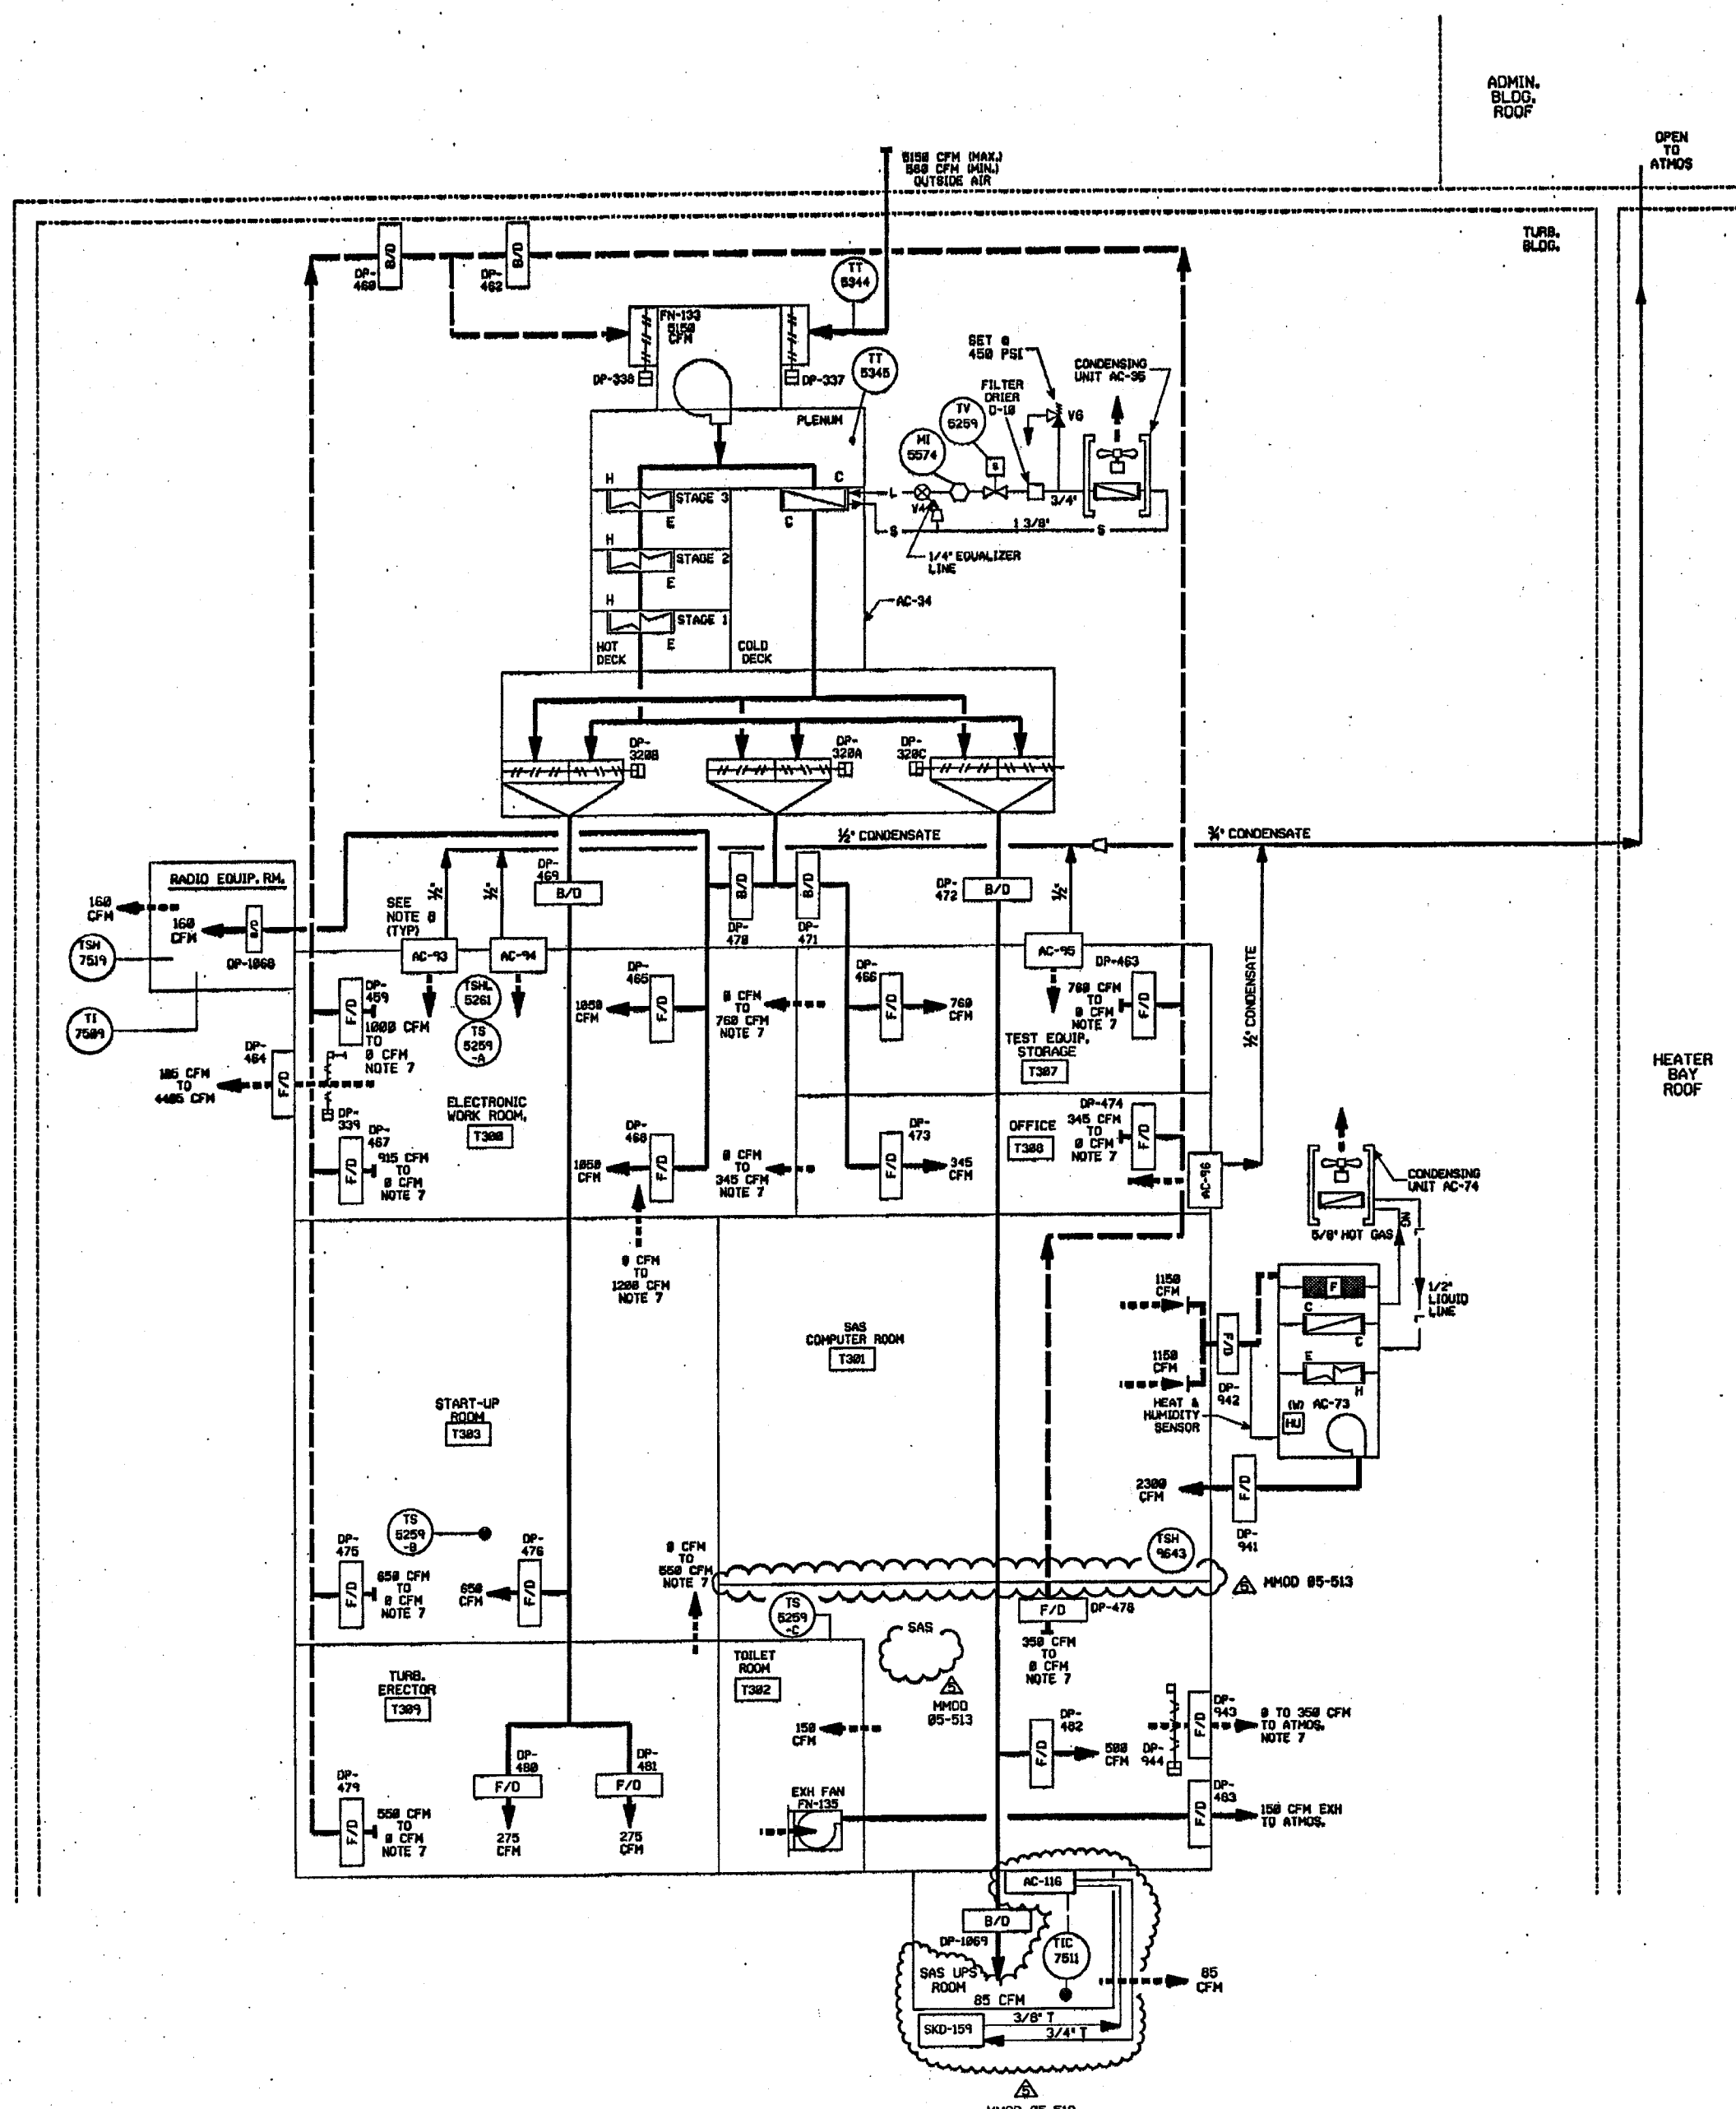 ADMIN.
BLDG.
ROOF
OPEN
TO
ATMOS
5150 CFM (MAX.)
560 CFM (MIN.)
OUTSIDE AIR
TURB.
BLDG.
DP-
460
B/D
DP-
462
B/D
TT
5344
FN-133
5150
CFM
DP-338
DP-337
TT
5345
SET @
450 PSI
CONDENSING
UNIT AC-35
FILTER
DRIER
D-10
V6
TV
5259
MI
5574
S
PLENUM
H
STAGE 3
E
C
C
L
V44
3/4"
S
1 3/8"
S
1/4" EQUALIZER
LINE
H
STAGE 2
E
H
STAGE 1
E
AC-34
HOT
DECK
COLD
DECK
DP-
320B
DP-
320A
DP-
320C
½" CONDENSATE
¾" CONDENSATE
RADIO EQUIP. RM.
160
CFM
160
CFM
B/D
DP-1068
TSH
7519
TI
7509
SEE
NOTE 8
(TYP)
½"
½"
DP-
469
B/D
B/D
DP-
470
B/D
DP-
471
DP-
472
B/D
½"
½" CONDENSATE
AC-93
AC-94
AC-95
DP-
459
F/D
1000 CFM
TO
0 CFM
NOTE 7
TSHL
5261
TS
5259
-A
DP-
465
1050
CFM
F/D
0 CFM
TO
760 CFM
NOTE 7
DP-
466
F/D
760
CFM
DP-463
760 CFM
TO
0 CFM
NOTE 7
F/D
TEST EQUIP.
STORAGE
T307
DP-
464
F/D
185 CFM
TO
4485 CFM
DP-
339
ELECTRONIC
WORK ROOM,
T300
HEATER
BAY
ROOF
DP-
467
F/D
915 CFM
TO
0 CFM
NOTE 7
DP-
468
1050
CFM
F/D
0 CFM
TO
345 CFM
NOTE 7
DP-
473
F/D
345
CFM
OFFICE
T308
DP-474
345 CFM
TO
0 CFM
NOTE 7
F/D
AC-96
CONDENSING
UNIT AC-74
HG
5/8" HOT GAS
1/2"
LIQUID
LINE
0 CFM
TO
1200 CFM
NOTE 7
SAS
COMPUTER ROOM
T301
1150
CFM
1150
CFM
F/D
DP-
942
HEAT &
HUMIDITY
SENSOR
F
C
C
E
H
(W) AC-73
HU
START-UP
ROOM
T303
2300
CFM
F/D
DP-
941
TS
5259
-B
DP-
475
F/D
650 CFM
TO
0 CFM
NOTE 7
DP-
476
650
CFM
F/D
0 CFM
TO
550 CFM
NOTE 7
TSH
9643
5
MMOD 05-513
TS
5259
-C
F/D
DP-478
350 CFM
TO
0 CFM
NOTE 7
SAS
5
MMOD
05-513
TURB.
ERECTOR
T309
TOILET
ROOM
T302
150
CFM
DP-
482
F/D
500
CFM
DP-
944
DP-
943
F/D
0 TO 350 CFM
TO ATMOS.
NOTE 7
DP-
479
F/D
550 CFM
TO
0 CFM
NOTE 7
DP-
480
F/D
275
CFM
DP-
481
F/D
275
CFM
EXH FAN
FN-135
DP-
483
F/D
150 CFM EXH
TO ATMOS.
AC-116
B/D
DP-1069
TIC
7511
SAS UPS
ROOM
85 CFM
85
CFM
SKD-159
3/8" T
3/4" T
5